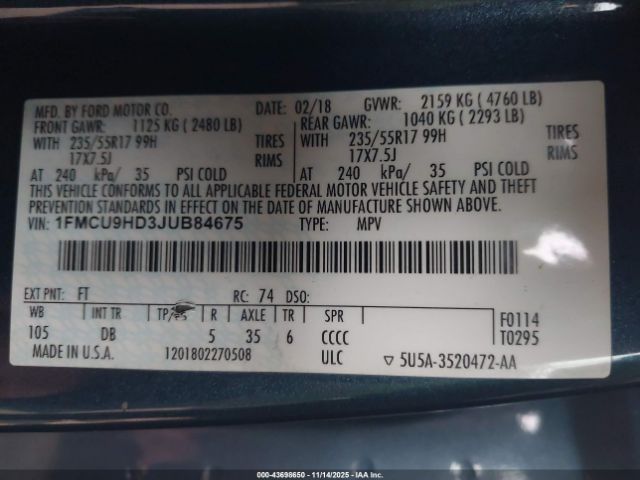 MFD. BY FORD MOTOR CO. DATE: 02/18 GVWR: 2159 KG ( 4760 LB)
FRONT GAWR: 1125 KG ( 2480 LB) REAR GAWR: 1040 KG ( 2293 LB)
WITH 235/55R17 99H TIRES WITH 235/55R17 99H TIRES
17X7.5J RIMS 17X7.5J RIMS
AT 240 kPa/ 35 PSI COLD AT 240 kPa/ 35 PSI COLD
THIS VEHICLE CONFORMS TO ALL APPLICABLE FEDERAL MOTOR VEHICLE SAFETY AND THEFT
PREVENTION STANDARDS IN EFFECT ON THE DATE OF MANUFACTURE SHOWN ABOVE.
VIN: 1FMCU9HD3JUB84675 TYPE: MPV
EXT PNT: FT RC: 74 DSO:
WB INT TR R AXLE TR SPR F0114
105 DB 5 35 6 CCCC T0295
MADE IN U.S.A. 1201802270508 ULC 5U5A-3520472-AA
000-43698650 - 11/14/2025 - IAAI.com